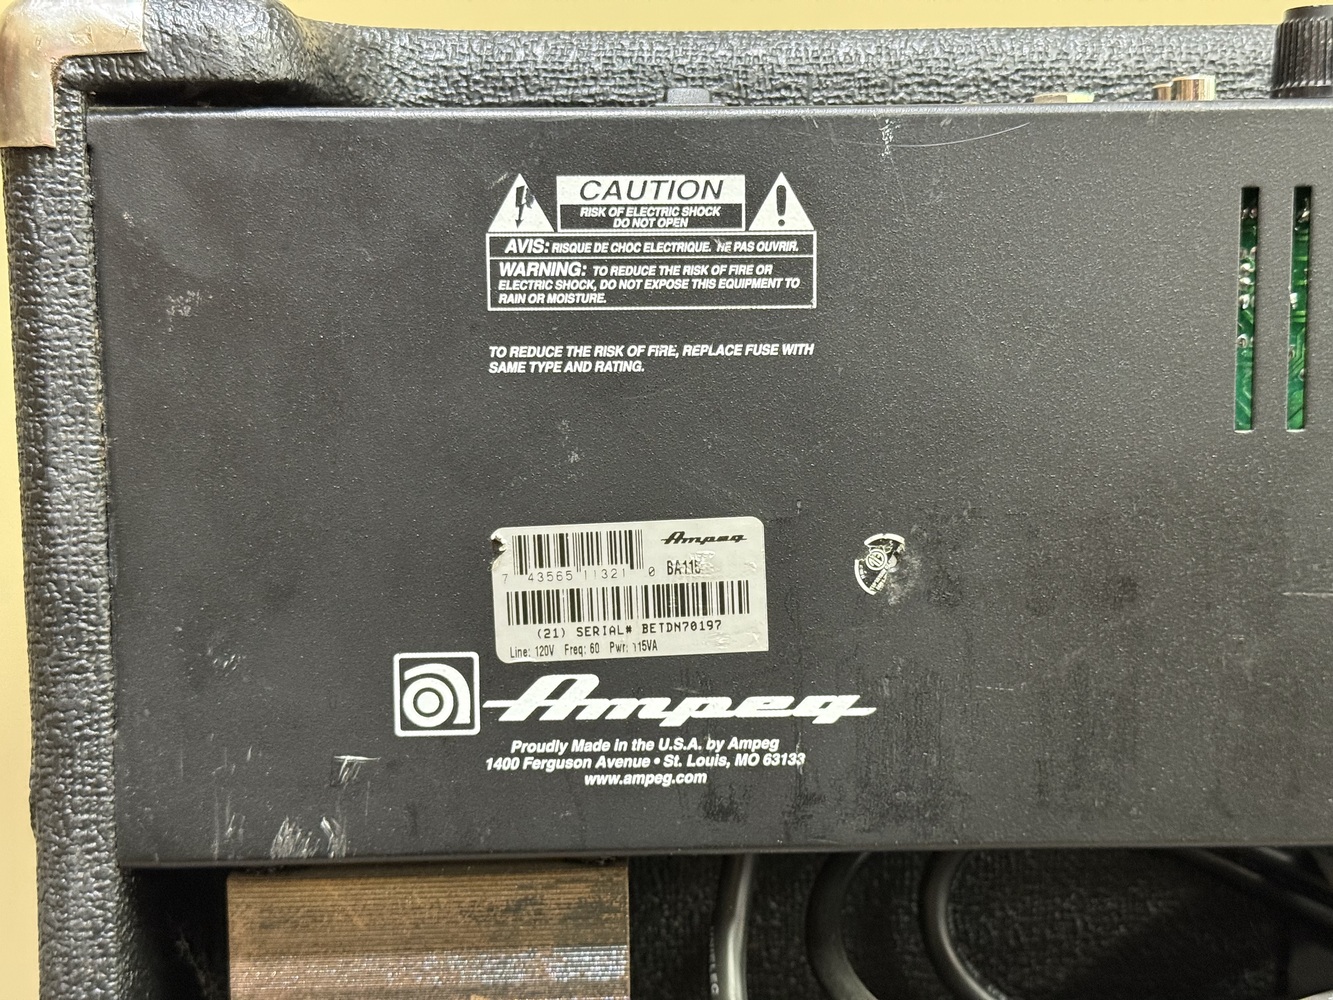 CAUTION
RISK OF ELECTRIC SHOCK
DO NOT OPEN
AVIS: RISQUE DE CHOC ELECTRIQUE. NE PAS OUVRIR.
WARNING: TO REDUCE THE RISK OF FIRE OR
ELECTRIC SHOCK, DO NOT EXPOSE THIS EQUIPMENT TO
RAIN OR MOISTURE.
TO REDUCE THE RISK OF FIRE, REPLACE FUSE WITH
SAME TYPE AND RATING.
Ampeg
7 43565 11321 0
(21) SERIAL# BETDN70197
Line: 120V Freq: 60 Pwr: 115VA
Ampeg
Proudly Made in the U.S.A. by Ampeg
1400 Ferguson Avenue • St. Louis, MO 63133
www.ampeg.com